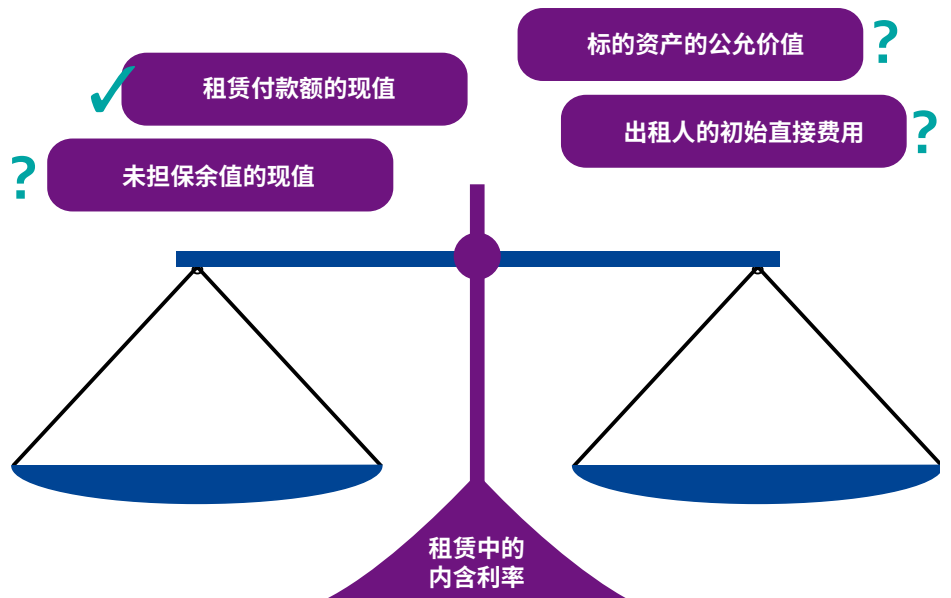 标的资产的公允价值
?
✓
租赁付款额的现值
出租人的初始直接费用
?
?
未担保余值的现值
租赁中的
内含利率